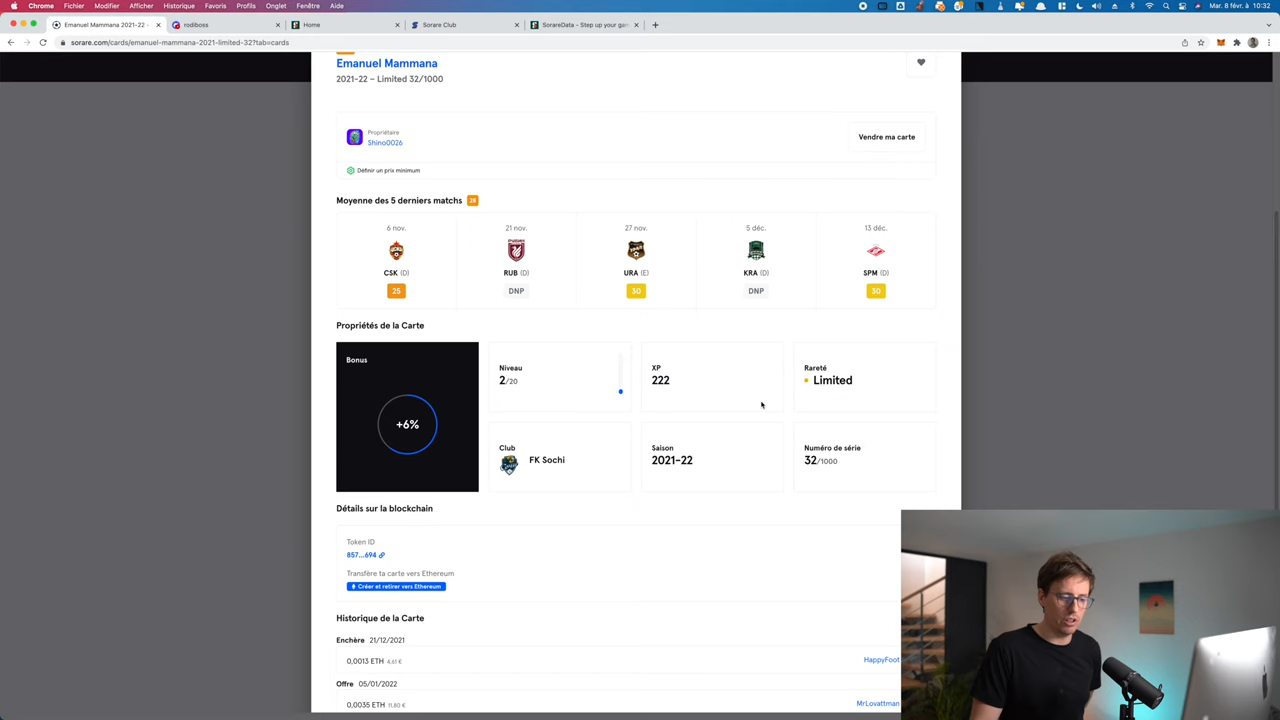 Chrome Fichier Modifier Afficher Historique Favoris Profils Onglet Fenêtre Aide Mar. 8 févr. à 10:32
Emanuel Mammana 2021-22 - rodiboss Home Sorare Club SorareData - Step up your gam
sorare.com/cards/emanuel-mammana-2021-limited-32?tab=cards
Emanuel Mammana
2021-22 – Limited 32/1000
Propriétaire
Shino0026
Vendre ma carte
Définir un prix minimum
Moyenne des 5 derniers matchs 28
6 nov. 21 nov. 27 nov. 5 déc. 13 déc.
CSK (D) RUB (D) URA (E) KRA (D) SPM (D)
25 DNP 30 DNP 30
Propriétés de la Carte
Bonus
+6%
Niveau
2/20
XP
222
Rareté
Limited
Club
FK Sochi
Saison
2021-22
Numéro de série
32/1000
Détails sur la blockchain
Token ID
857...694
Transfère ta carte vers Ethereum
Créer et retirer vers Ethereum
Historique de la Carte
Enchère 21/12/2021
0,0013 ETH 4,61 € HappyFoot
Offre 05/01/2022
0,0035 ETH 11,80 € MrLovattman